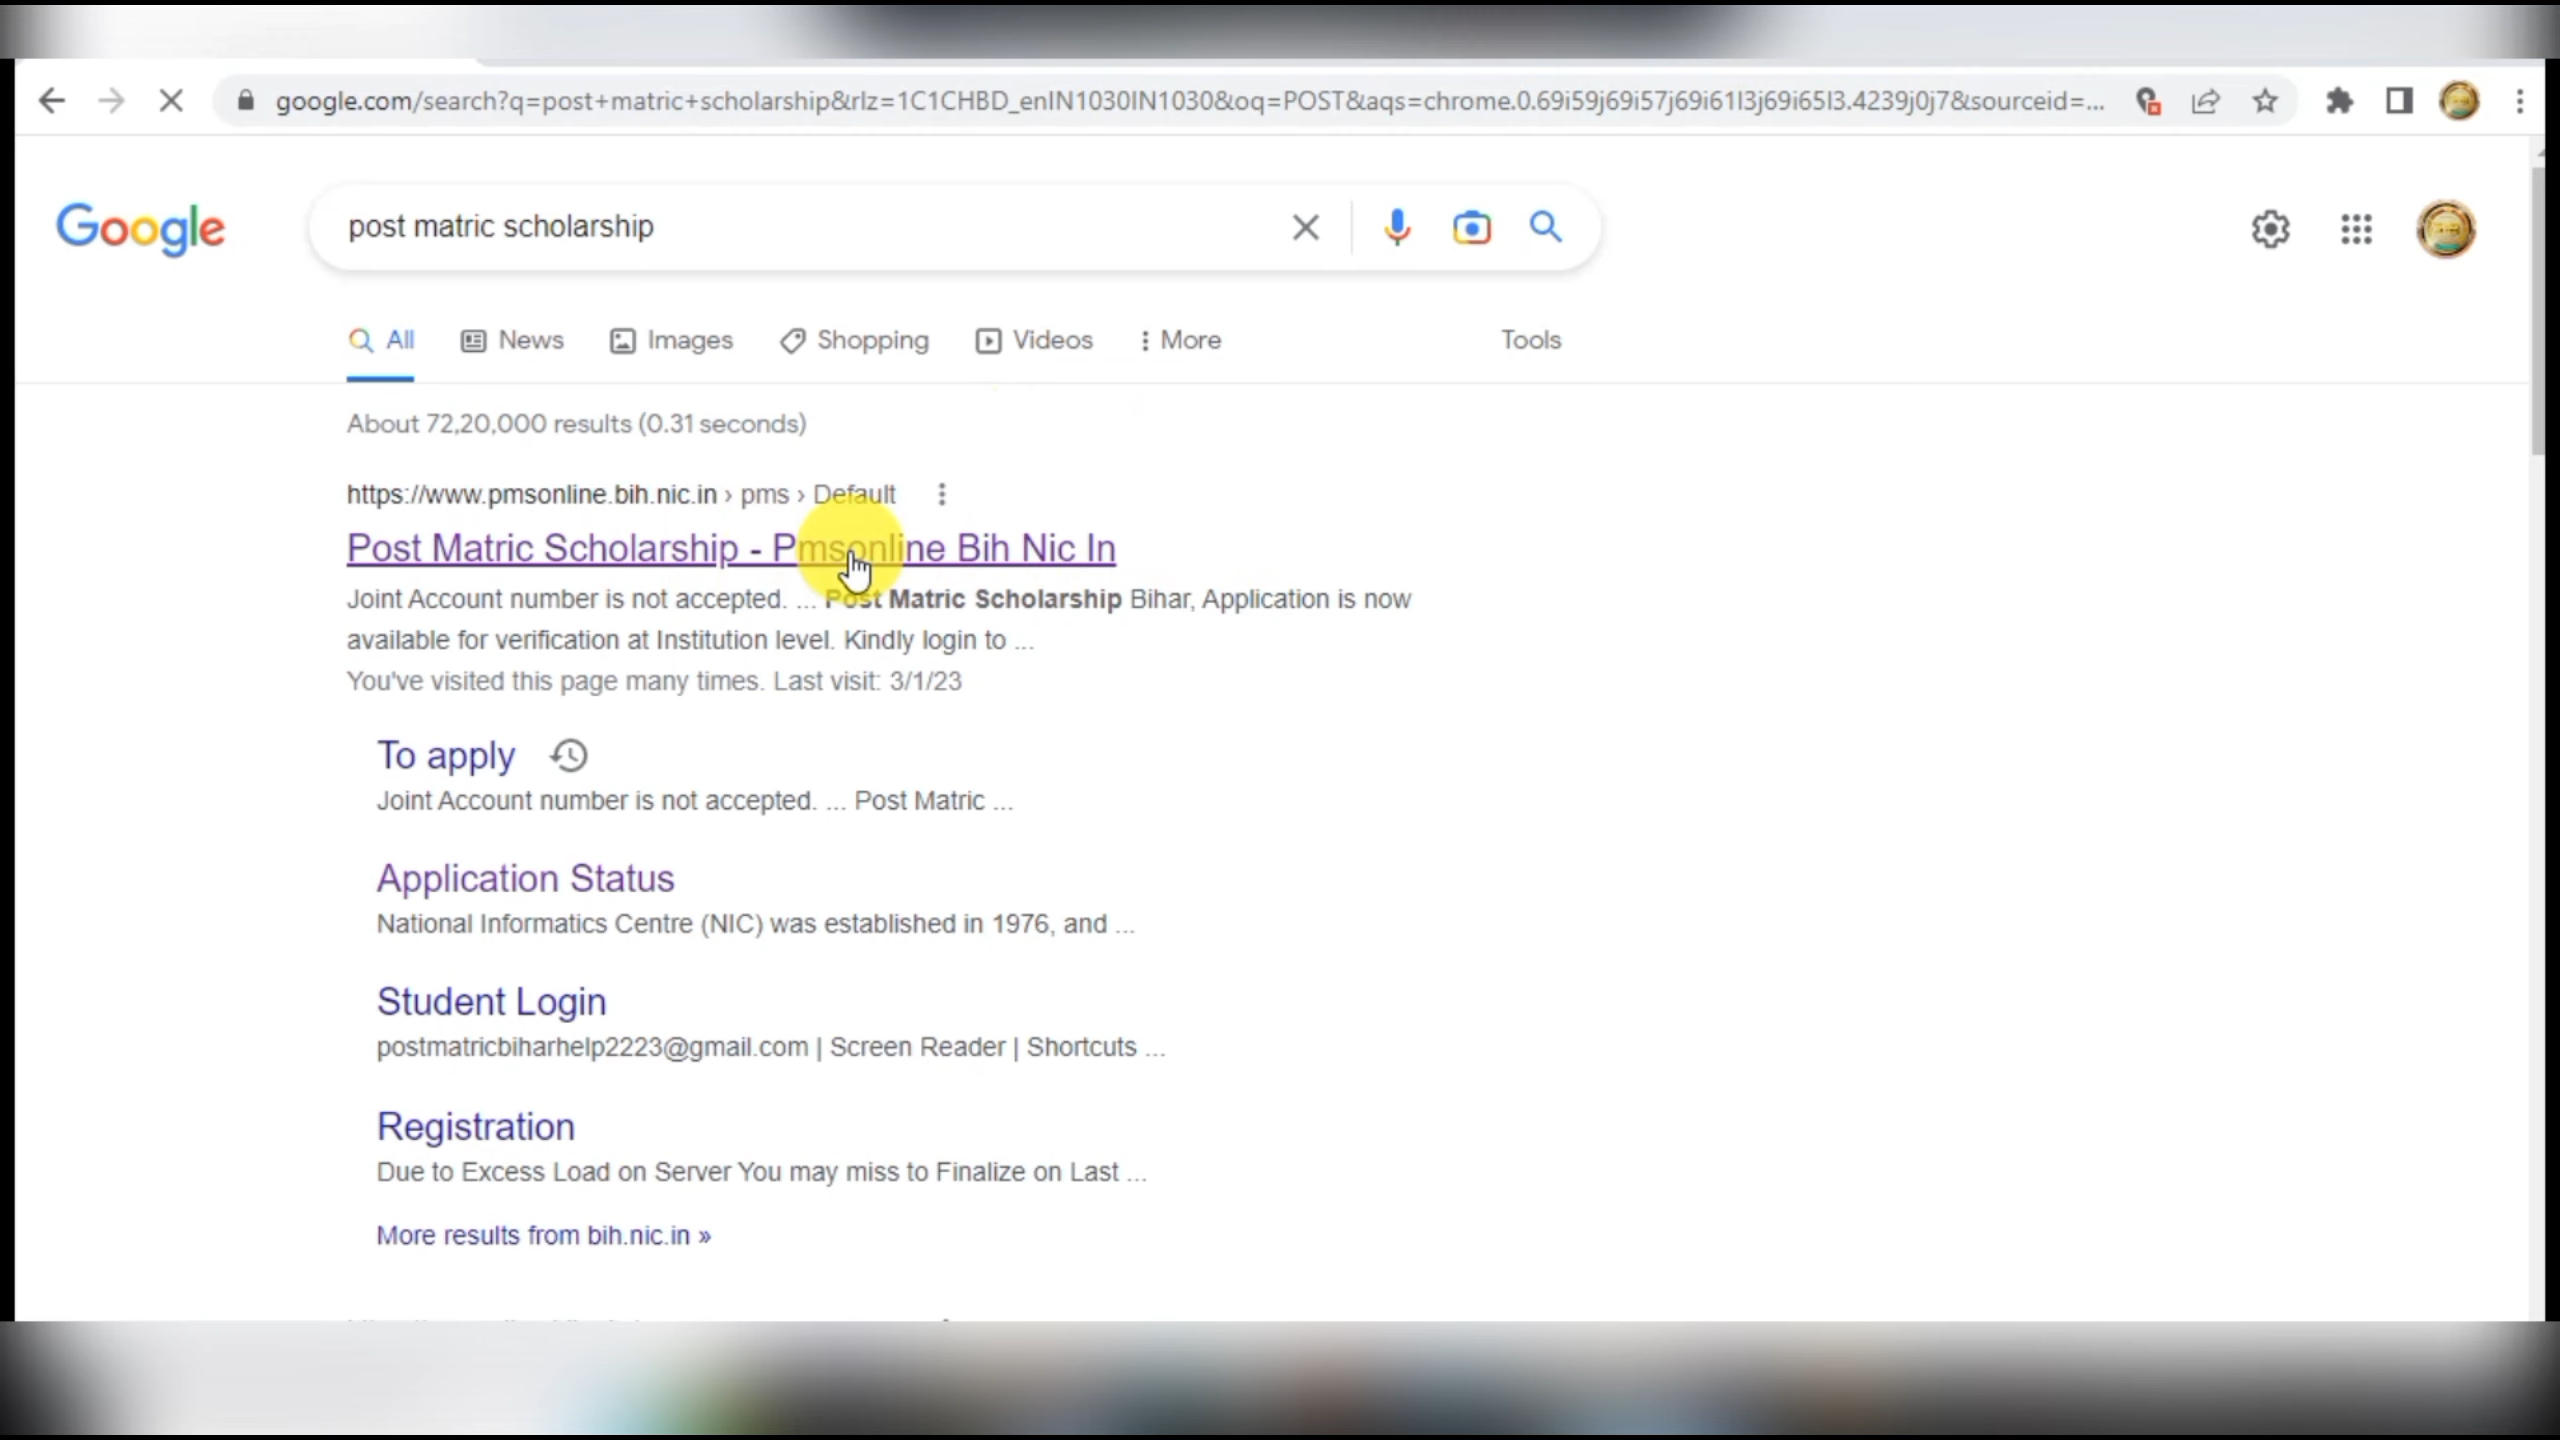 google.com/search?q=post+matric+scholarship&rlz=1C1CHBD_enIN1030IN1030&oq=POST&aqs=chrome.0.69i59j69i57j69i61l3j69i65l3.4239j0j7&sourceid=...
Google
post matric scholarship
All News Images Shopping Videos More Tools
About 72,20,000 results (0.31 seconds)
https://www.pmsonline.bih.nic.in › pms › Default
Post Matric Scholarship - Pmsonline Bih Nic In
Joint Account number is not accepted. ... Post Matric Scholarship Bihar, Application is now
available for verification at Institution level. Kindly login to ...
You've visited this page many times. Last visit: 3/1/23
To apply
Joint Account number is not accepted. ... Post Matric ...
Application Status
National Informatics Centre (NIC) was established in 1976, and ...
Student Login
postmatricbiharhelp2223@gmail.com | Screen Reader | Shortcuts ...
Registration
Due to Excess Load on Server You may miss to Finalize on Last ...
More results from bih.nic.in »